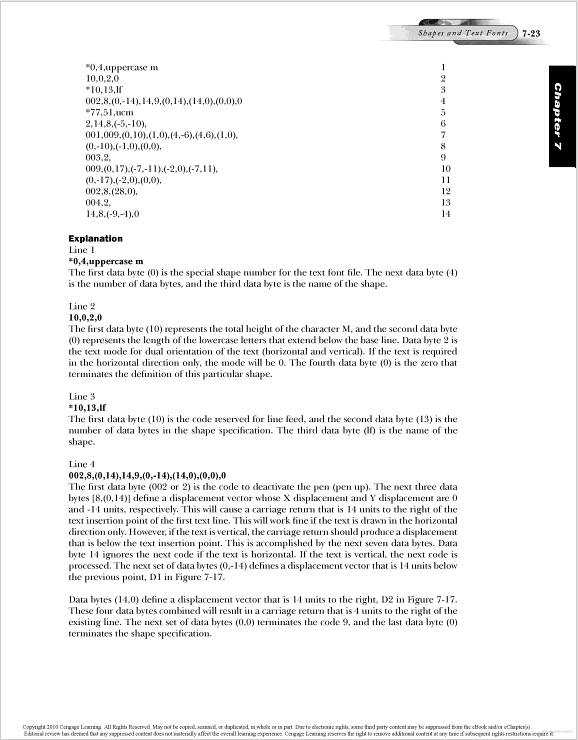 Shapes and Text Fonts 7-23
Chapter 7
*0,4,uppercase m 1
10,0,2,0 2
*10,13,lf 3
002,8,(0,-14),14,9,(0,14),(14,0),(0,0),0 4
*77,51,ucm 5
2,14,8,(-5,-10), 6
001,009,(0,10),(1,0),(4,-6),(4,6),(1,0), 7
(0,-10),(-1,0),(0,0), 8
003,2, 9
009,(0,17),(-7,-11),(-2,0),(-7,11), 10
(0,-17),(-2,0),(0,0), 11
002,8,(28,0), 12
004,2, 13
14,8,(-9,-4),0 14
Explanation
Line 1
*0,4,uppercase m
The first data byte (0) is the special shape number for the text font file. The next data byte (4)
is the number of data bytes, and the third data byte is the name of the shape.
Line 2
10,0,2,0
The first data byte (10) represents the total height of the character M, and the second data byte
(0) represents the length of the lowercase letters that extend below the base line. Data byte 2 is
the text mode for dual orientation of the text (horizontal and vertical). If the text is required
in the horizontal direction only, the mode will be 0. The fourth data byte (0) is the zero that
terminates the definition of this particular shape.
Line 3
*10,13,lf
The first data byte (10) is the code reserved for line feed, and the second data byte (13) is the
number of data bytes in the shape specification. The third data byte (lf) is the name of the
shape.
Line 4
002,8,(0,14),14,9,(0,-14),(14,0),(0,0),0
The first data byte (002 or 2) is the code to deactivate the pen (pen up). The next three data
bytes [8,(0,14)] define a displacement vector whose X displacement and Y displacement are 0
and -14 units, respectively. This will cause a carriage return that is 14 units to the right of the
text insertion point of the first text line. This will work fine if the text is drawn in the horizontal
direction only. However, if the text is vertical, the carriage return should produce a displacement
that is below the text insertion point. This is accomplished by the next seven data bytes. Data
byte 14 ignores the next code if the text is horizontal. If the text is vertical, the next code is
processed. The next set of data bytes (0,-14) defines a displacement vector that is 14 units below
the previous point, D1 in Figure 7-17.
Data bytes (14,0) define a displacement vector that is 14 units to the right, D2 in Figure 7-17.
These four data bytes combined will result in a carriage return that is 4 units to the right of the
existing line. The next set of data bytes (0,0) terminates the code 9, and the last data byte (0)
terminates the shape specification.
Copyright 2010 Cengage Learning. All Rights Reserved. May not be copied, scanned, or duplicated, in whole or in part. Due to electronic rights, some third party content may be suppressed from the eBook and/or eChapter(s).
Editorial review has deemed that any suppressed content does not materially affect the overall learning experience. Cengage Learning reserves the right to remove additional content at any time if subsequent rights restrictions require it.